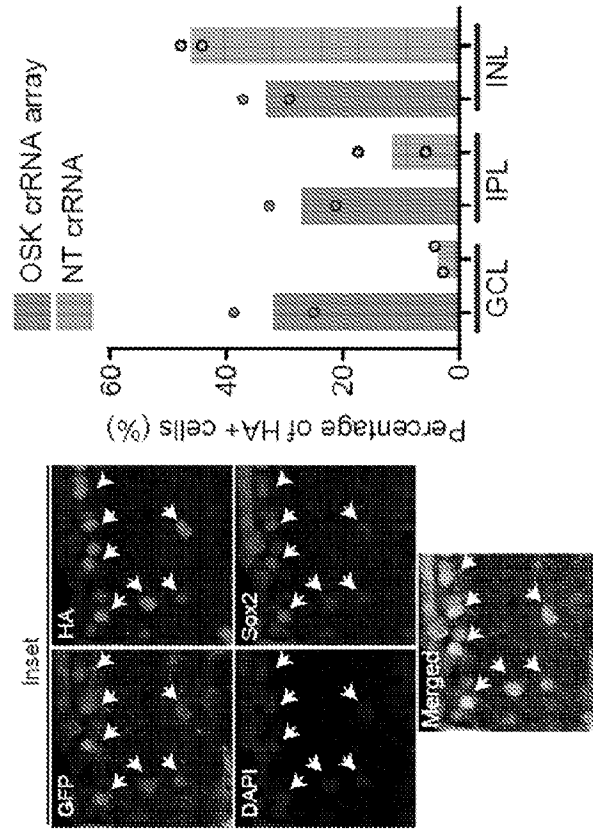 Inset
GFP
HA
DAPI
Sox2
Merged
OSK crRNA array
NT crRNA
Percentage of HA+ cells (%)
60
40
20
0
GCL
IPL
INL